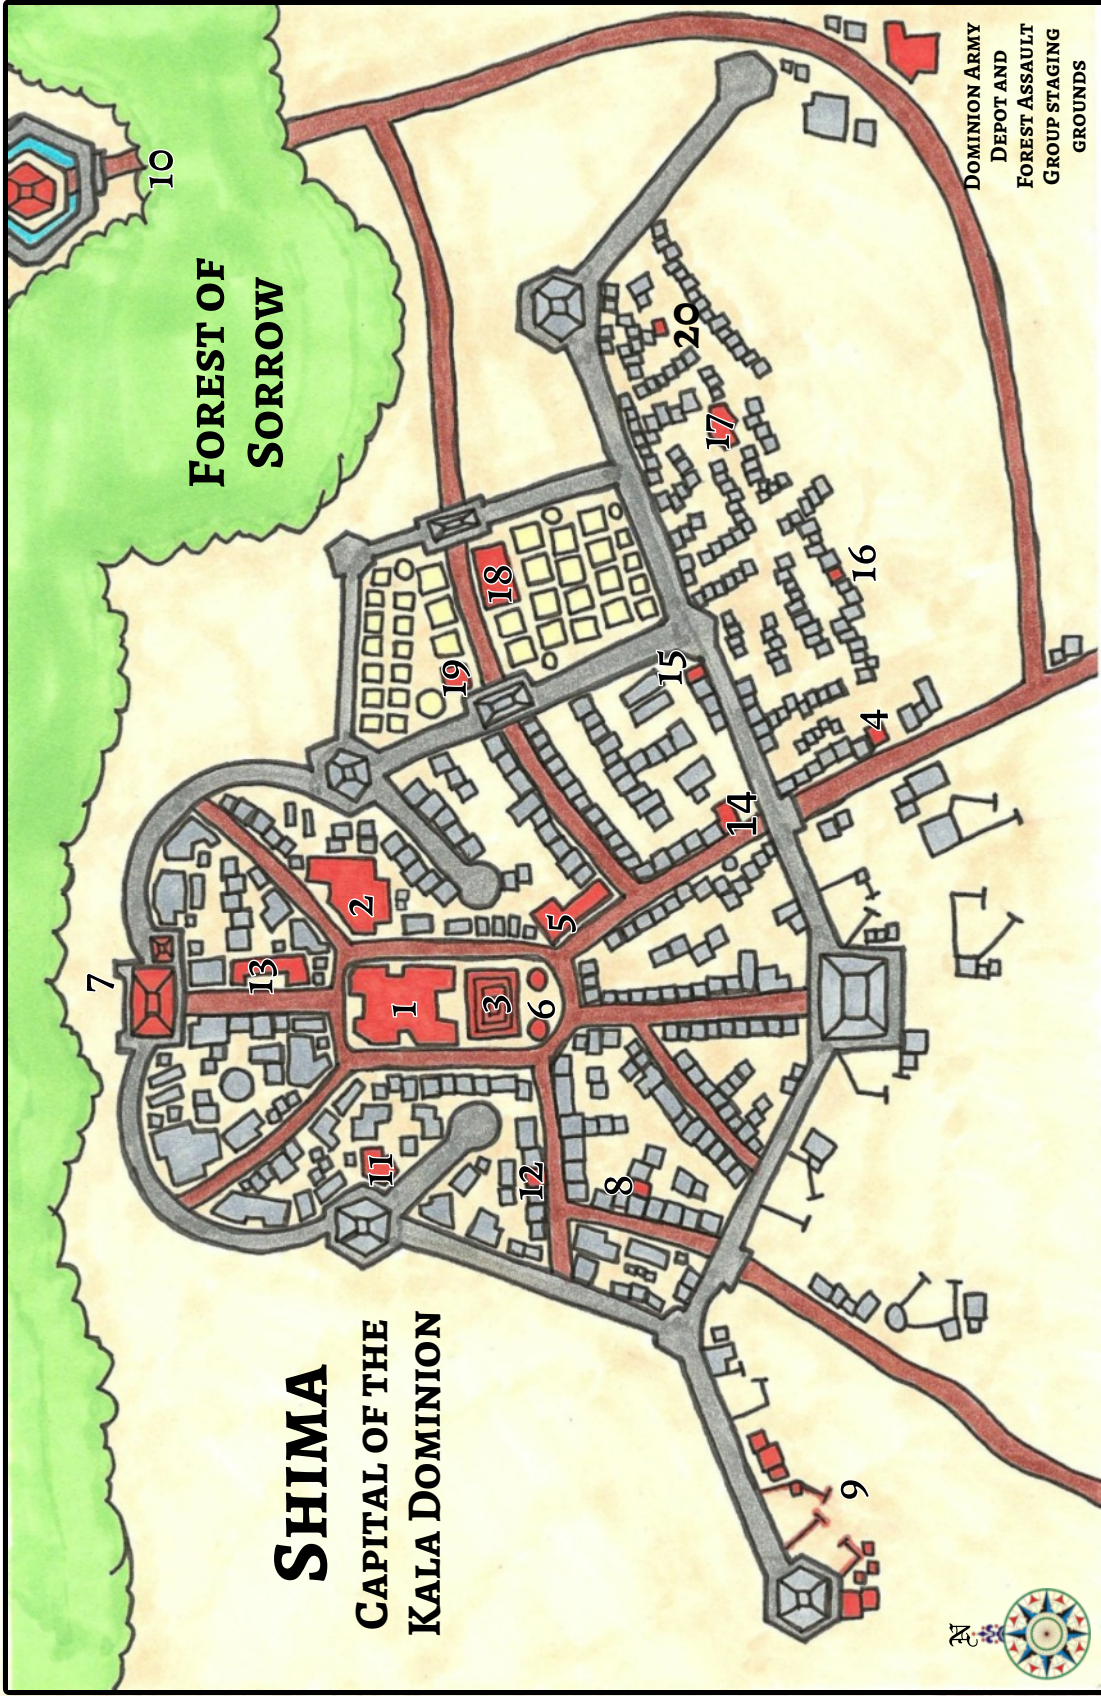 7
10
FOREST OF
SORROW
13
SHIMA
CAPITAL OF THE
KALA DOMINION
2
11
1
19
3
18
12
6
5
8
15
20
17
14
9
16
4
N
DOMINION ARMY
DEPOT AND
FOREST ASSAULT
GROUP STAGING
GROUNDS